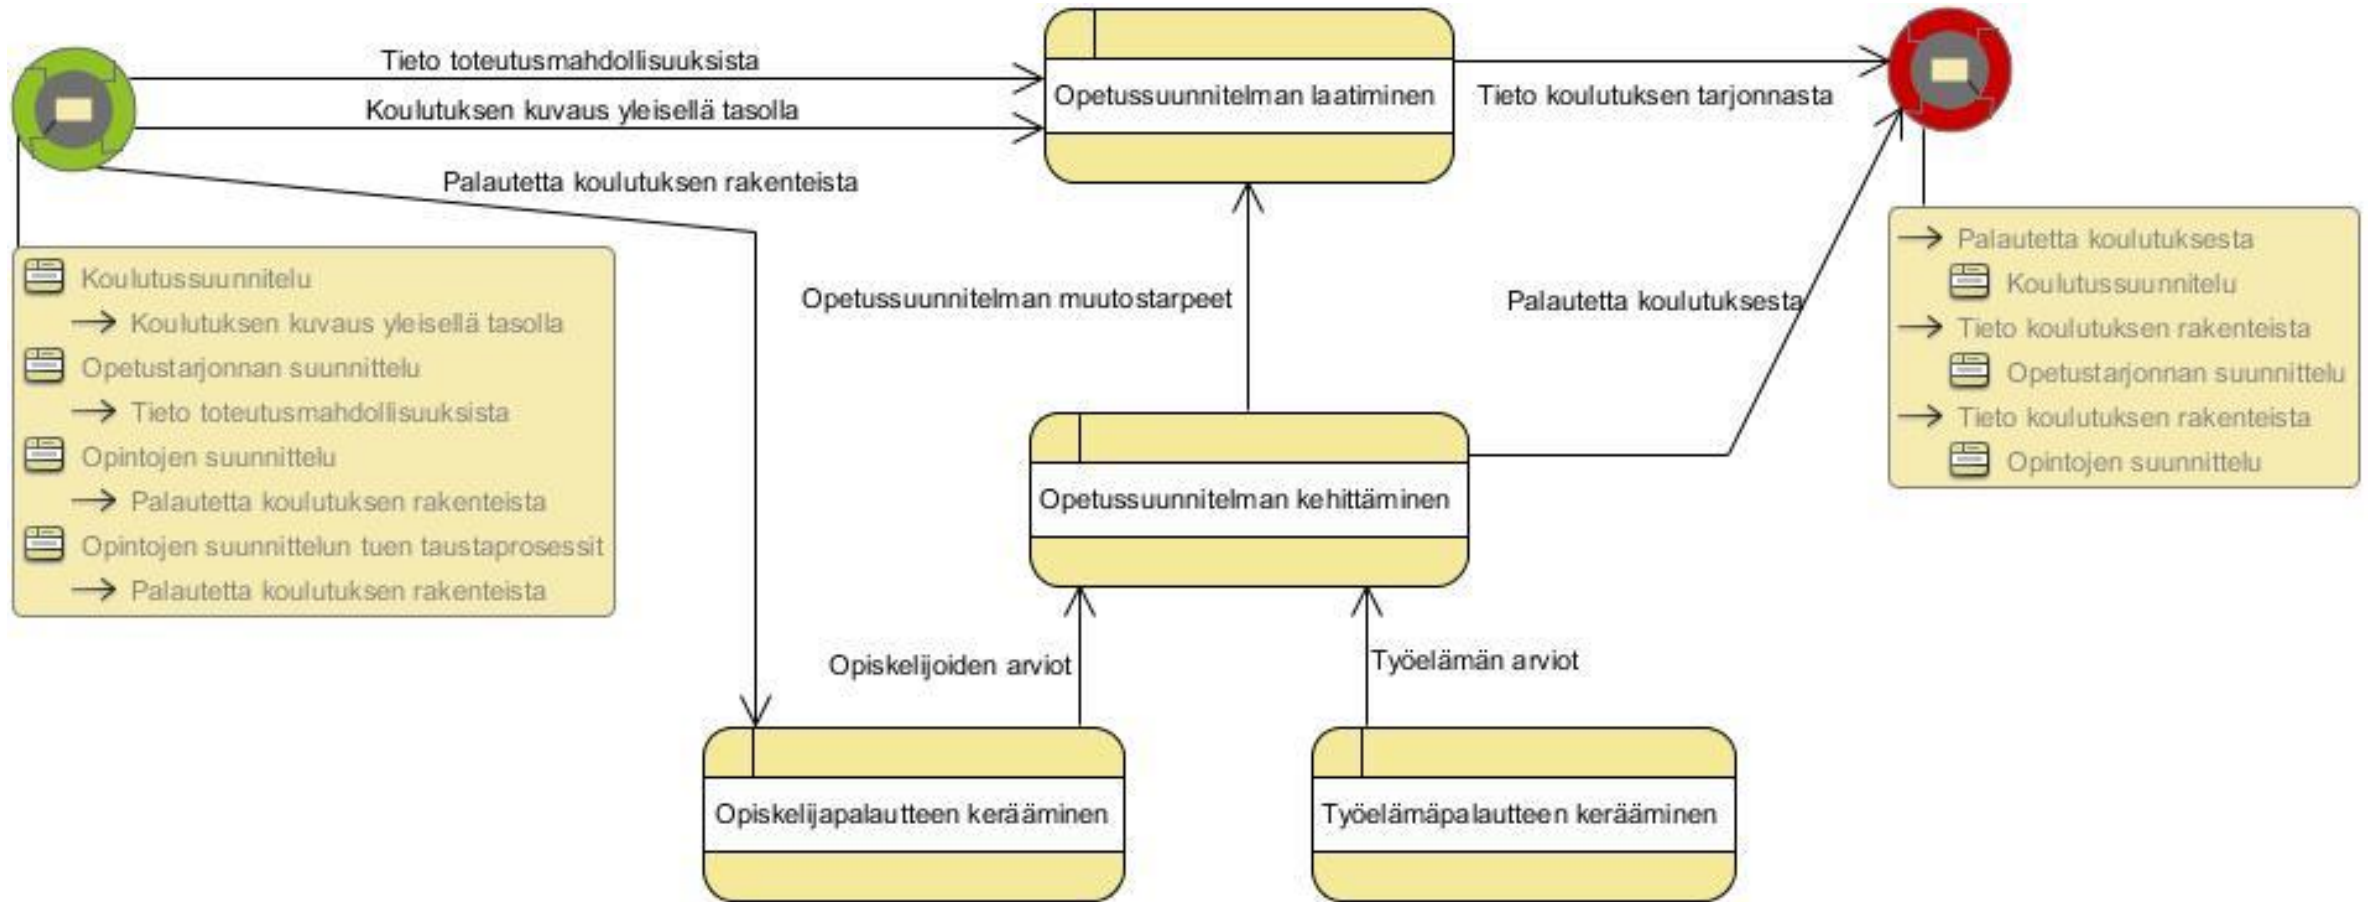 Tieto toteutusmahdollisuuksista
Koulutuksen kuvaus yleisellä tasolla
Palautetta koulutuksen rakenteista
Opetussuunnitelman laatiminen
Tieto koulutuksen tarjonnasta
Koulutussuunnitelu
Koulutuksen kuvaus yleisellä tasolla
Opetustarjonnan suunnittelu
Tieto toteutusmahdollisuuksista
Opintojen suunnittelu
Palautetta koulutuksen rakenteista
Opintojen suunnittelun tuen taustaprosessit
Palautetta koulutuksen rakenteista
Opetussuunnitelman muutostarpeet
Palautetta koulutuksesta
Palautetta koulutuksesta
Koulutussuunnitelu
Tieto koulutuksen rakenteista
Opetustarjonnan suunnittelu
Tieto koulutuksen rakenteista
Opintojen suunnittelu
Opetussuunnitelman kehittäminen
Opiskelijoiden arviot
Työelämän arviot
Opiskelijapalautteen kerääminen
Työelämäpalautteen kerääminen